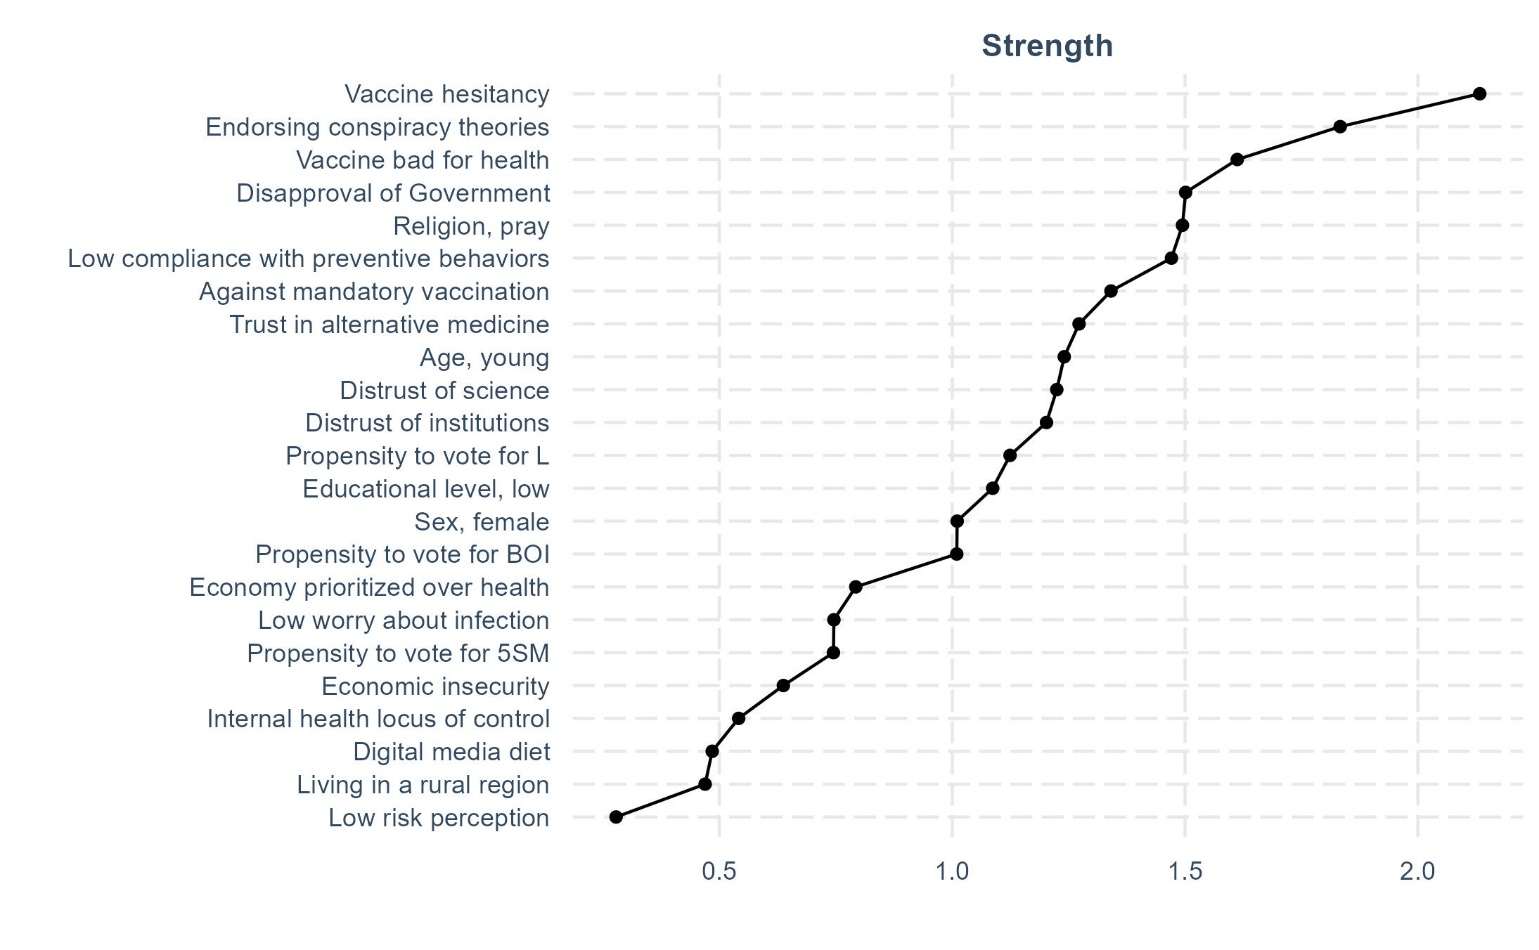 Strength
Vaccine hesitancy
Endorsing conspiracy theories
Vaccine bad for health
Disapproval of Government
Religion, pray
Low compliance with preventive behaviors
Against mandatory vaccination
Trust in alternative medicine
Age, young
Distrust of science
Distrust of institutions
Propensity to vote for L
Educational level, low
Sex, female
Propensity to vote for BOI
Economy prioritized over health
Low worry about infection
Propensity to vote for 5SM
Economic insecurity
Internal health locus of control
Digital media diet
Living in a rural region
Low risk perception
0.5 1.0 1.5 2.0